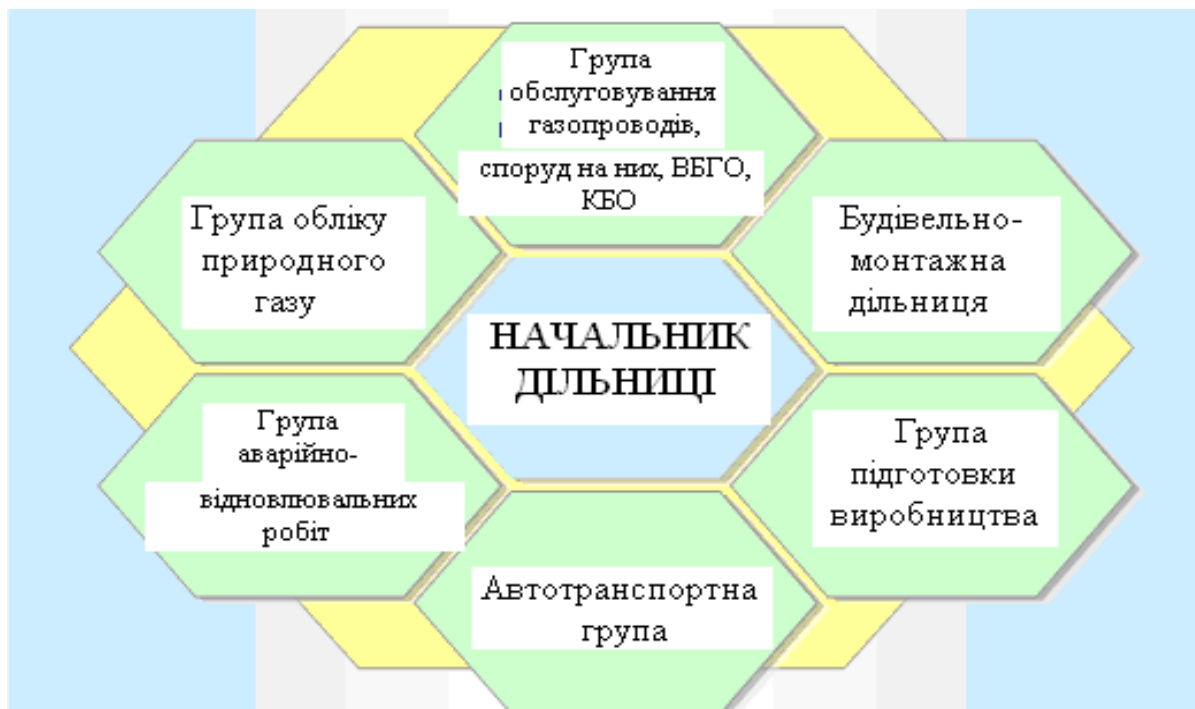 Група
обслуговування
газопроводів,
споруд на них, ВБГО,
КБО
Група обліку
природного
газу
Будівельно-
монтажна
дільниця
НАЧАЛЬНИК
ДІЛЬНИЦІ
Група
аварійно-
відновлювальних
робіт
Група
підготовки
виробництва
Автотранспортна
група